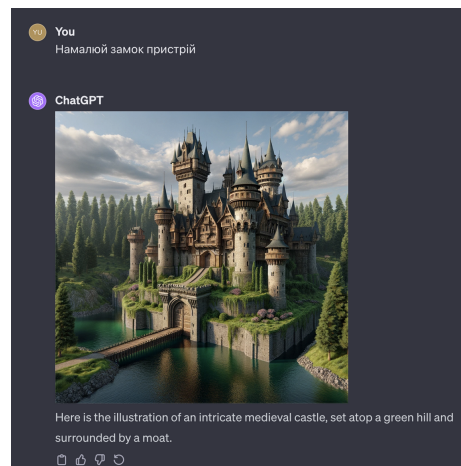 YU
You
Намалюй замок пристрій
ChatGPT
Here is the illustration of an intricate medieval castle, set atop a green hill and
surrounded by a moat.